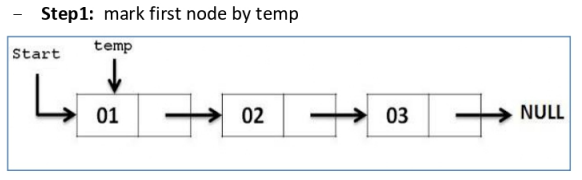 – Step1: mark first node by temp
Start temp
01 02 03 NULL